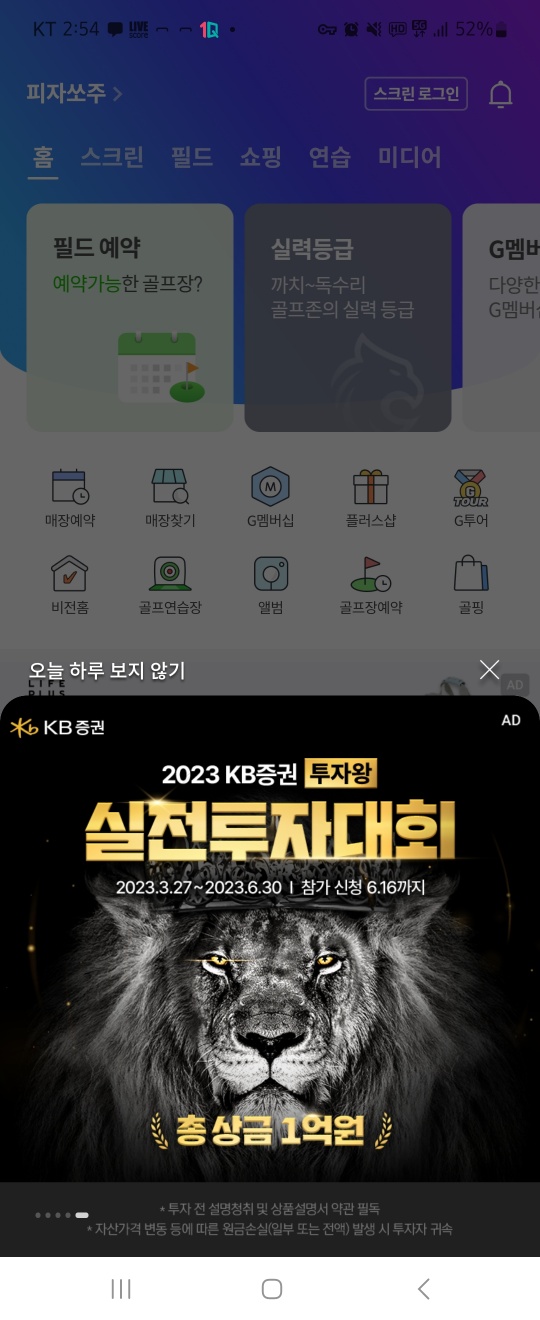 KT 2:54 LIVE score 1Q HD 52%
피자쏘주
스크린 로그인
홈 스크린 필드 쇼핑 연습 미디어
필드 예약
예약가능한 골프장?
실력등급
까치~독수리
골프존의 실력 등급
G멤버
다양한
G멤버
매장예약 매장찾기 G멤버십 플러스샵 G투어
M
G
TOUR
비전홈 골프연습장 앨범 골프장예약 골핑
오늘 하루 보지 않기
LIFE
PLUS
AD
KB증권
AD
2023 KB증권 투자왕
실전투자대회
2023.3.27~2023.6.30 | 참가 신청 6.16까지
총 상금 1억원
* 투자 전 설명청취 및 상품설명서 약관 필독
* 자산가격 변동 등에 따른 원금손실(일부 또는 전액) 발생 시 투자자 귀속